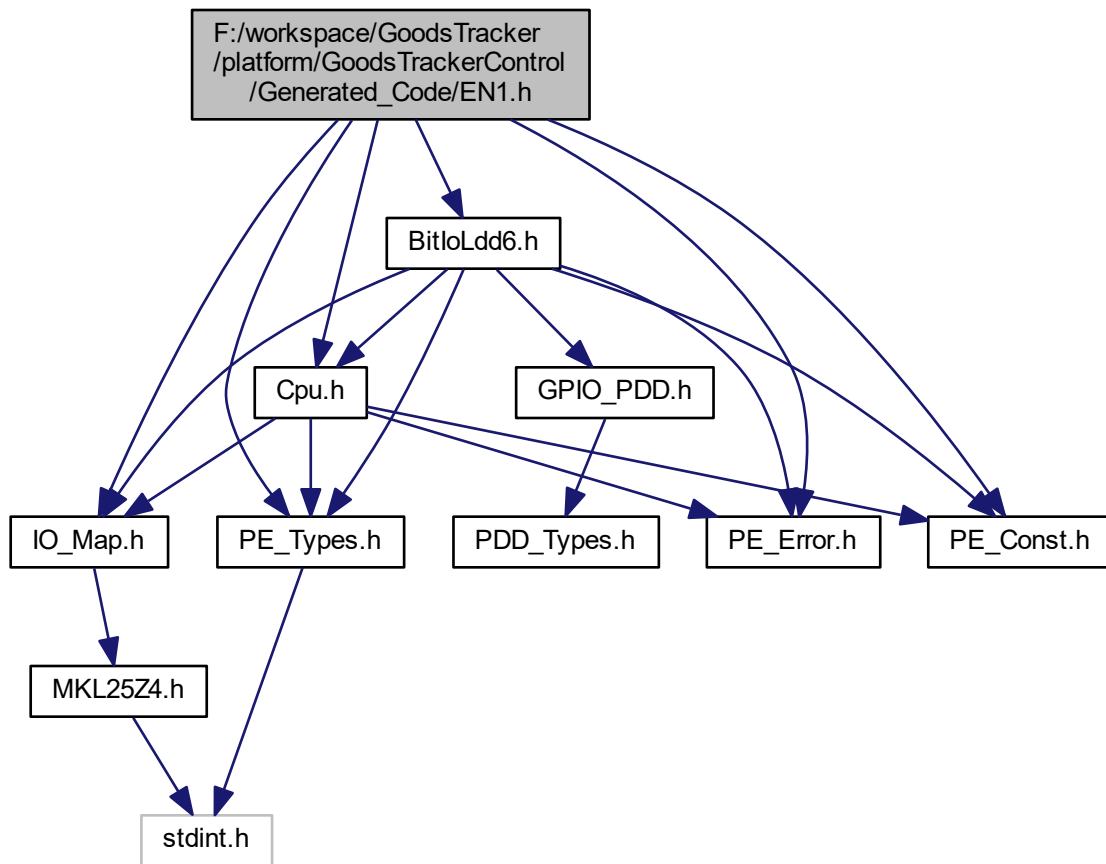 F:/workspace/GoodsTracker
/platform/GoodsTrackerControl
/Generated_Code/EN1.h
BitIoLdd6.h
Cpu.h
GPIO_PDD.h
IO_Map.h
PE_Types.h
PDD_Types.h
PE_Error.h
PE_Const.h
MKL25Z4.h
stdint.h